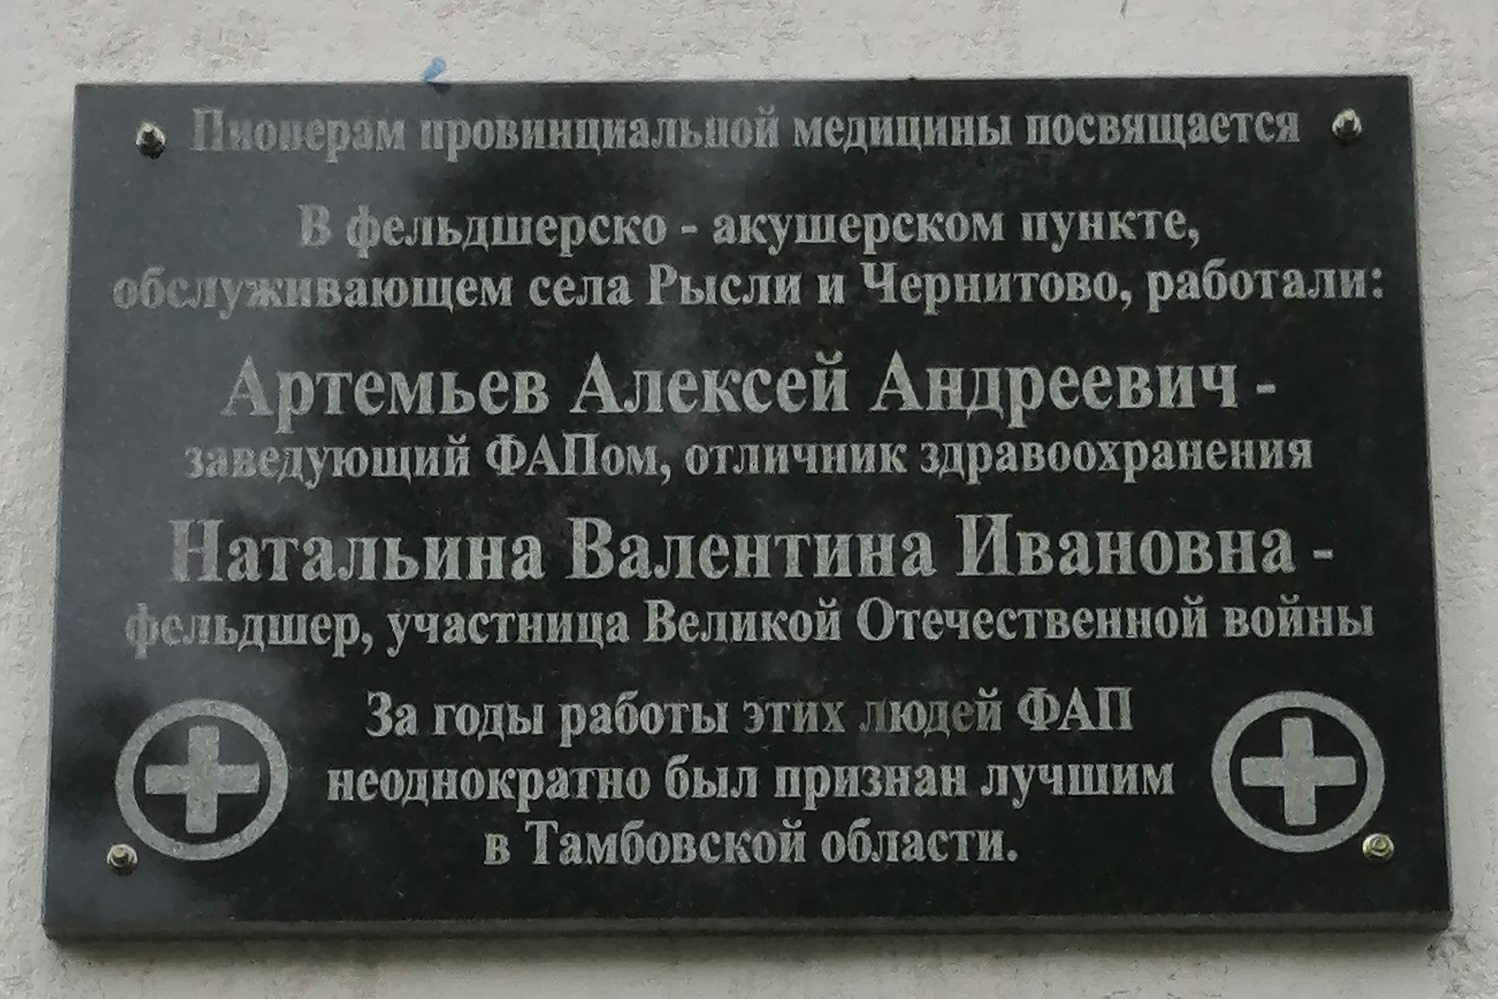 Пионерам провинциальной медицины посвящается
В фельдшерско - акушерском пункте,
обслуживающем села Рысли и Чернитово, работали:
Артемьев Алексей Андреевич -
заведующий ФАПом, отличник здравоохранения
Натальина Валентина Ивановна -
фельдшер, участница Великой Отечественной войны
За годы работы этих людей ФАП
неоднократно был признан лучшим
в Тамбовской области.